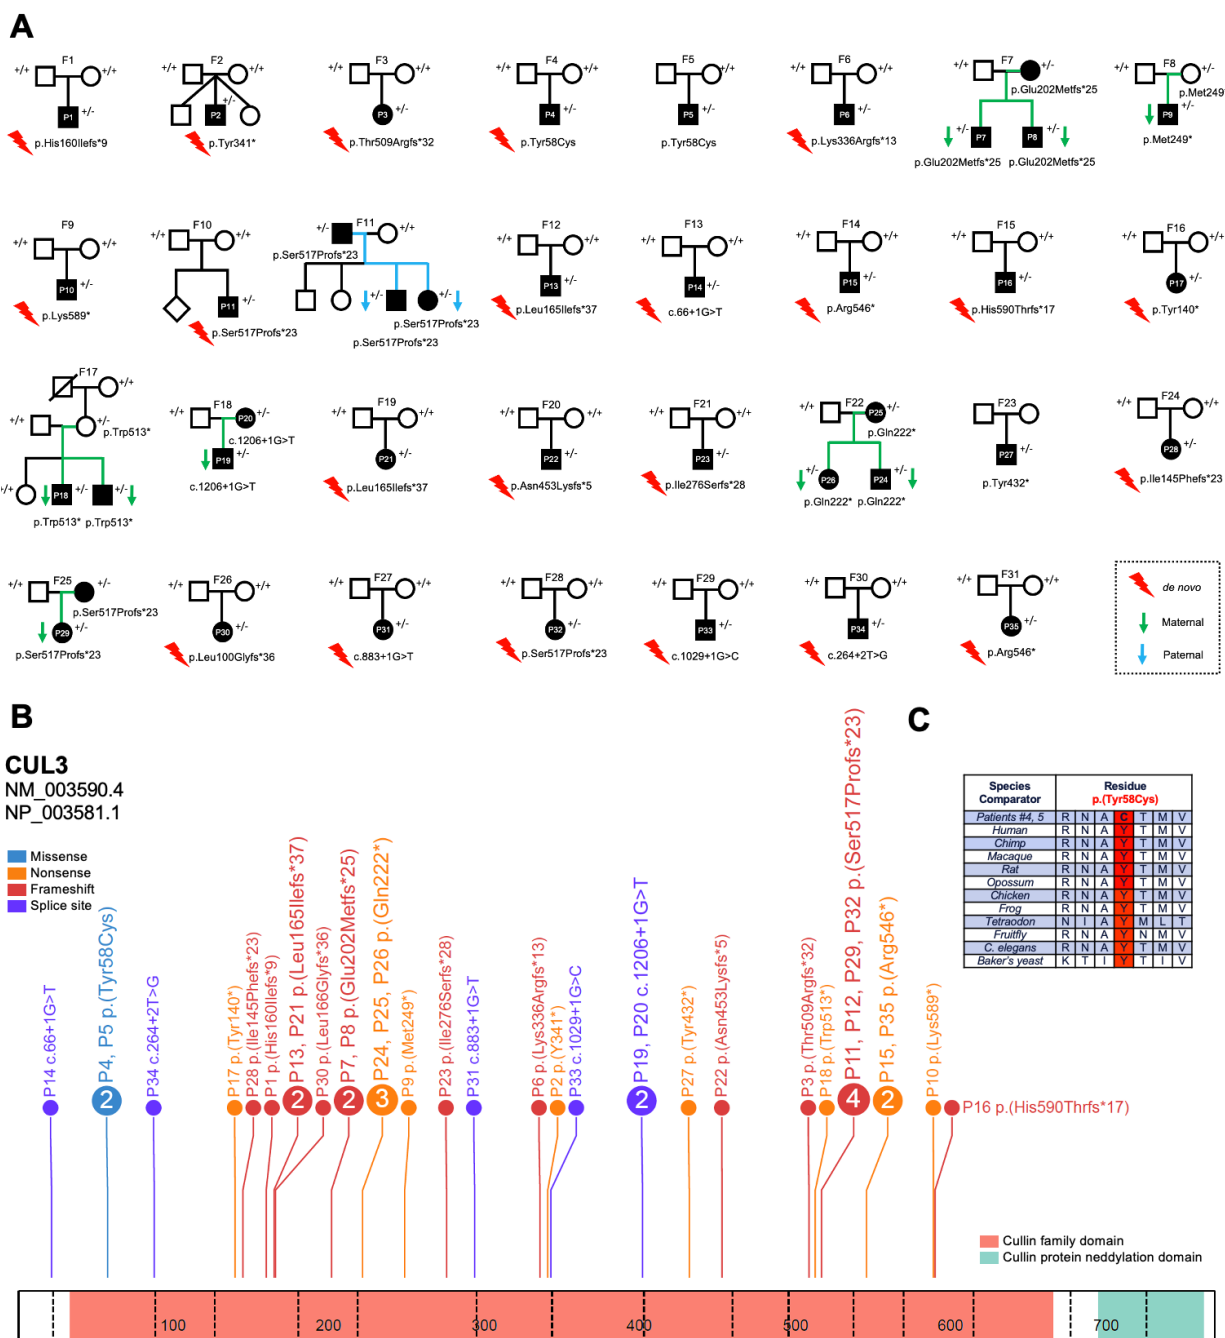 A
F1
+/+ +/+
P1 +/-
p.His160Ilefs*9
F2
+/+ +/+
+/-
P2
p.Tyr341*
F3
+/+ +/+
P3 +/-
p.Thr509Argfs*32
F4
+/+ +/+
P4 +/-
p.Tyr58Cys
F5
P5 +/-
p.Tyr58Cys
F6
+/+ +/+
P6 +/-
p.Lys336Argfs*13
F7
+/-
p.Glu202Metfs*25
+/- P7 P8 +/-
p.Glu202Metfs*25 p.Glu202Metfs*25
F8
+/+ +/-
p.Met249*
P9 +/-
p.Met249*
F9
+/+ +/+
P10 +/-
p.Lys589*
F10
+/+ +/+
P11 +/-
p.Ser517Profs*23
F11
+/- +/+
p.Ser517Profs*23
+/- +/-
p.Ser517Profs*23
p.Ser517Profs*23
F12
+/+ +/+
P13 +/-
p.Leu165Ilefs*37
F13
+/+ +/+
P14 +/-
c.66+1G>T
F14
+/+ +/+
P15 +/-
p.Arg546*
F15
+/+ +/+
P16 +/-
p.His590Thrfs*17
F16
+/+ +/+
P17 +/-
p.Tyr140*
F17
+/+
+/+ +/-
p.Trp513*
+/+ P18 +/- +/-
p.Trp513* p.Trp513*
F18
+/+ P20 +/-
c.1206+1G>T
P19 +/-
c.1206+1G>T
F19
+/+ +/+
P21 +/-
p.Leu165Ilefs*37
F20
+/+ +/+
P22 +/-
p.Asn453Lysfs*5
F21
+/+ +/+
P23 +/-
p.Ile276Serfs*28
F22
+/+ P25 +/-
p.Gln222*
+/- P26 P24 +/-
p.Gln222* p.Gln222*
F23
P27 +/-
p.Tyr432*
F24
+/+ +/+
P28 +/-
p.Ile145Phefs*23
F25
+/+ +/-
p.Ser517Profs*23
P29 +/-
p.Ser517Profs*23
F26
+/+ +/+
P30 +/-
p.Leu100Glyfs*36
F27
+/+ +/+
P31 +/-
c.883+1G>T
F28
+/+ +/+
P32 +/-
p.Ser517Profs*23
F29
+/+ +/+
P33 +/-
c.1029+1G>C
F30
+/+ +/+
P34 +/-
c.264+2T>G
F31
+/+ +/+
P35 +/-
p.Arg546*
de novo
Maternal
Paternal
B
CUL3
NM_003590.4
NP_003581.1
Missense
Nonsense
Frameshift
Splice site
P14 c.66+1G>T
P4, P5 p.(Tyr58Cys)
2
P34 c.264+2T>G
P17 p.(Tyr140*)
P28 p.(Ile145Phefs*23)
P1 p.(His160Ilefs*9)
P13, P21 p.(Leu165Ilefs*37)
2
P30 p.(Leu166Glyfs*36)
P7, P8 p.(Glu202Metfs*25)
2
P24, P25, P26 p.(Gln222*)
3
P9 p.(Met249*)
P23 p.(Ile276Serfs*28)
P31 c.883+1G>T
P6 p.(Lys336Argfs*13)
P2 p.(Y341*)
P33 c.1029+1G>C
P19, P20 c.1206+1G>T
2
P27 p.(Tyr432*)
P22 p.(Asn453Lysfs*5)
P3 p.(Thr509Argfs*32)
P18 p.(Trp513*)
P11, P12, P29, P32 p.(Ser517Profs*23)
4
P15, P35 p.(Arg546*)
2
P10 p.(Lys589*)
P16 p.(His590Thrfs*17)
Cullin family domain
Cullin protein neddylation domain
100 200 300 400 500 600 700
C
Species Comparator Residue p.(Tyr58Cys)
Patients #4, 5 R N A C T M V
Human R N A Y T M V
Chimp R N A Y T M V
Macaque R N A Y T M V
Rat R N A Y T M V
Opossum R N A Y T M V
Chicken R N A Y T M V
Frog R N A Y T M V
Tetraodon N I A Y M L T
Fruitfly R N A Y N M V
C. elegans R N A Y T M V
Baker's yeast K T I Y T I V